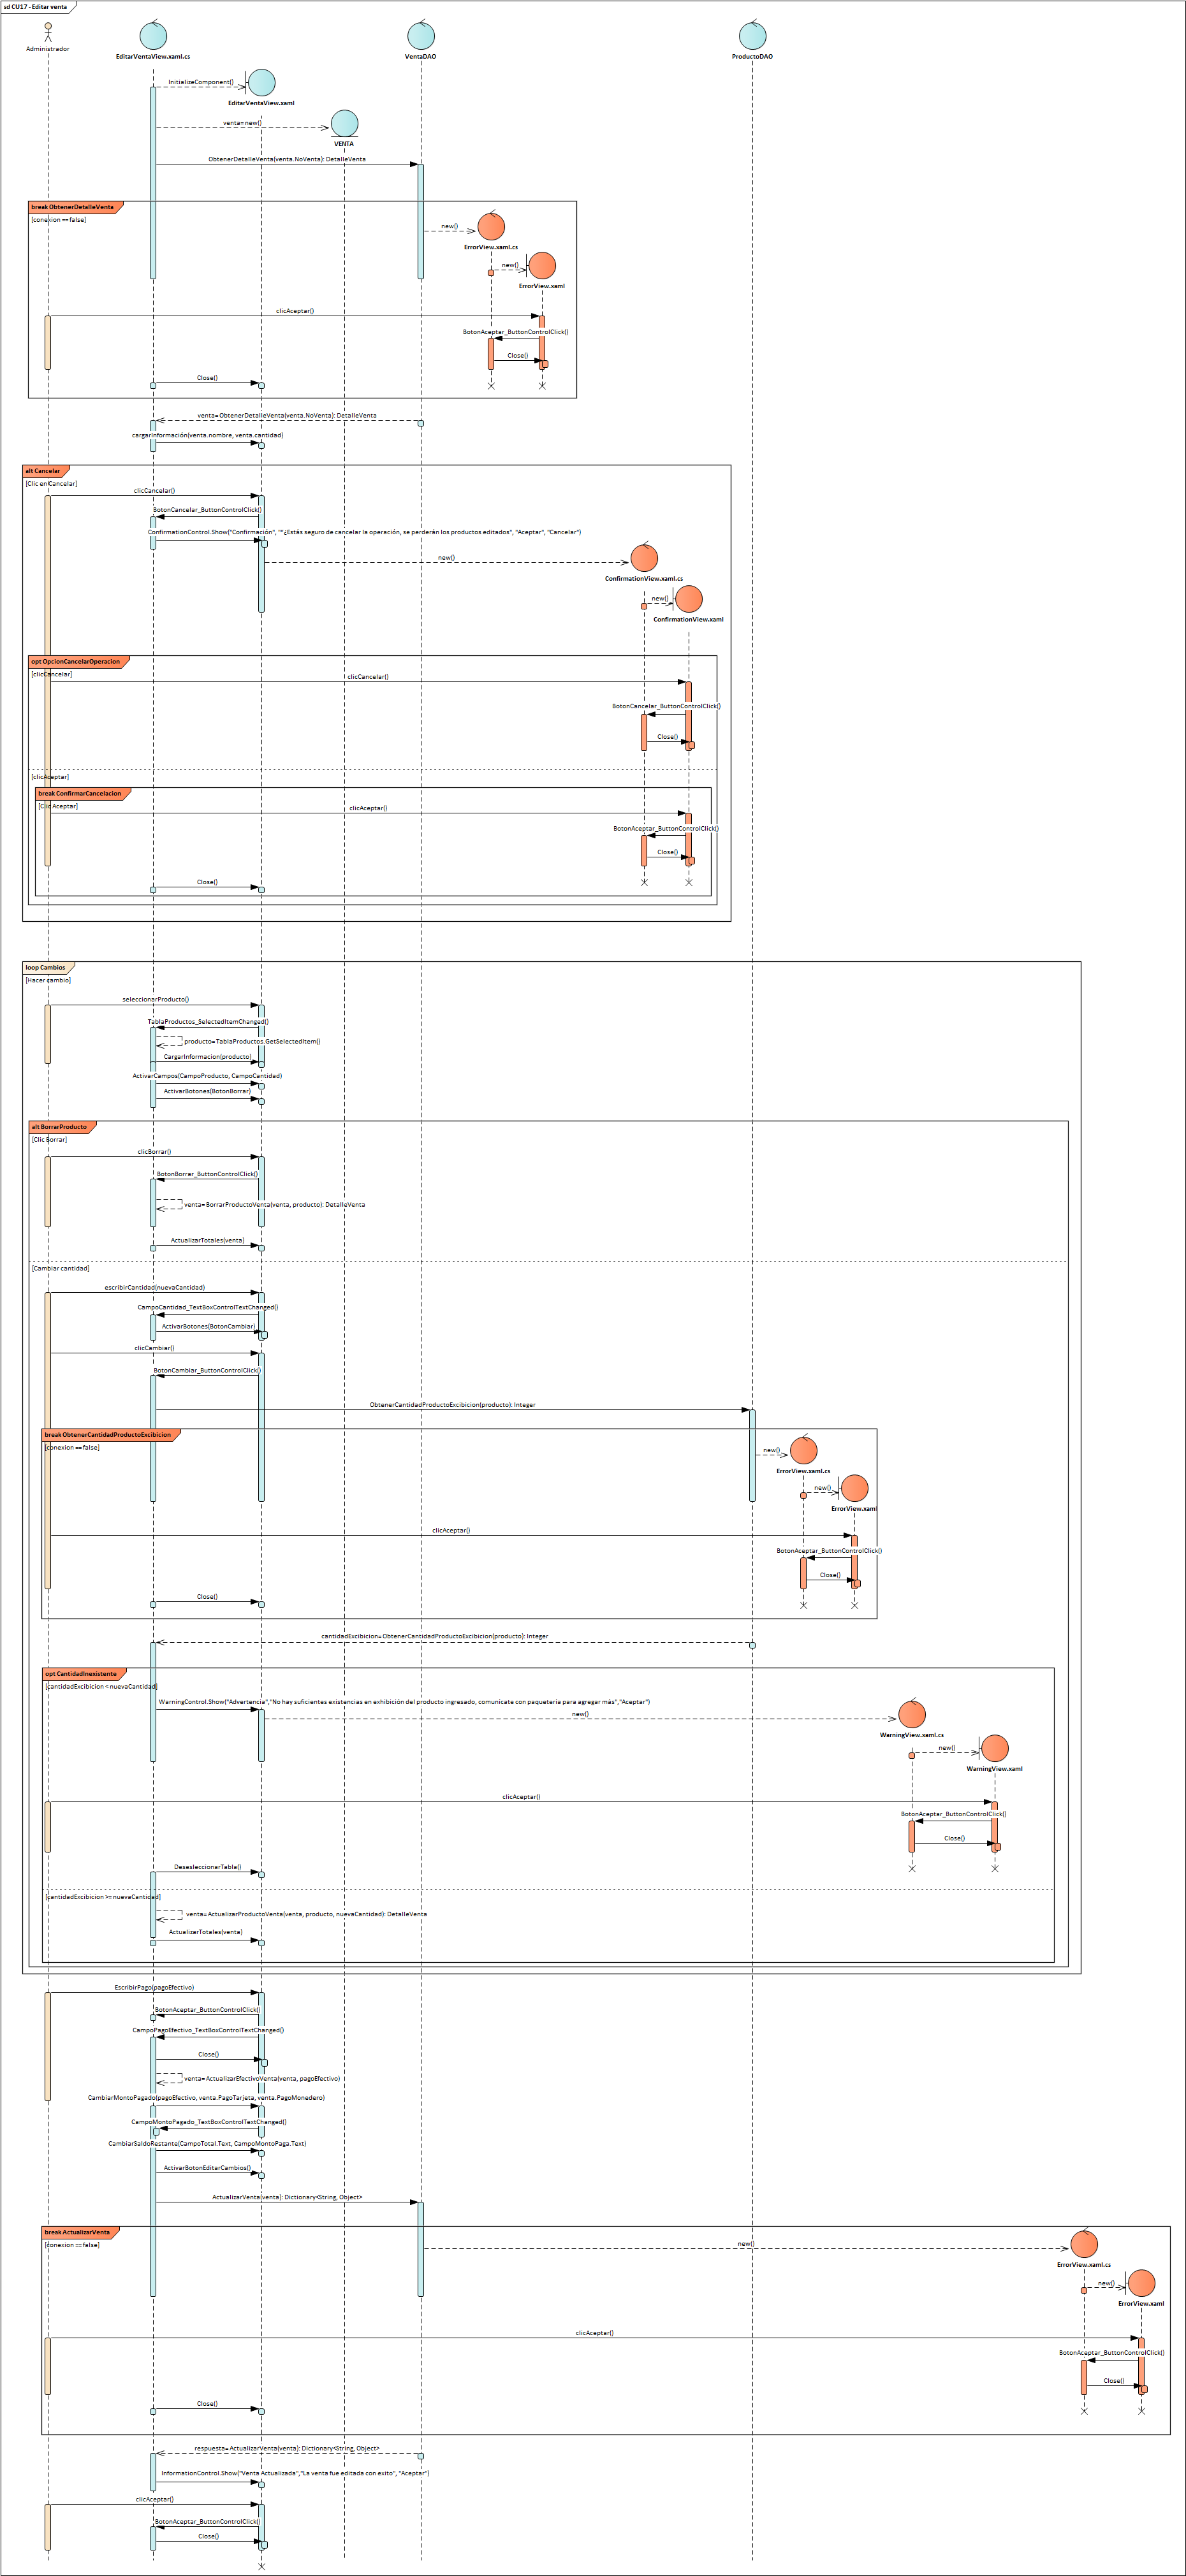 sd CU17 - Editar venta
Administrador
EditarVentaView.xaml.cs
VentaDAO
ProductoDAO
InitializeComponent()
EditarVentaView.xaml
venta=new()
VENTA
ObtenerDetalleVenta(venta.NoVenta): DetalleVenta
break ObtenerDetalleVenta
[conexion ==false]
new()
ErrorView.xaml.cs
new()
ErrorView.xaml
clicAceptar()
BotonAceptar_ButtonControlClick()
Close()
Close()
venta=ObtenerDetalleVenta(venta.NoVenta): DetalleVenta
cargarInformación(venta.nombre, venta.cantidad)
alt Cancelar
[Clic en Cancelar]
clicCancelar()
BotonCancelar_ButtonControlClick()
ConfirmationControl.Show("Confirmación", ""¿Estás seguro de cancelar la operación, se perderán los productos editados", "Aceptar", "Cancelar")
new()
ConfirmationView.xaml.cs
new()
ConfirmationView.xaml
opt OpcionCancelarOperacion
[clicCancelar]
clicCancelar()
BotonCancelar_ButtonControlClick()
Close()
[clicAceptar]
break ConfirmarCancelacion
[Clic Aceptar]
clicAceptar()
BotonAceptar_ButtonControlClick()
Close()
Close()
loop Cambios
[Hacer cambio]
seleccionarProducto()
TablaProductos_SelectedItemChanged()
producto=TablaProductos.GetSelectedItem()
CargarInformacion(producto)
ActivarCampos(CampoProducto, CampoCantidad)
ActivarBotones(BotonBorrar)
alt BorrarProducto
[Clic Borrar]
clicBorrar()
BotonBorrar_ButtonControlClick()
venta=BorrarProductoVenta(venta, producto): DetalleVenta
ActualizarTotales(venta)
[Cambiar cantidad]
escribirCantidad(nuevaCantidad)
CampoCantidad_TextBoxControlTextChanged()
ActivarBotones(BotonCambiar)
clicCambiar()
BotonCambiar_ButtonControlClick()
ObtenerCantidadProductoExcibicion(producto): Integer
break ObtenerCantidadProductoExcibicion
[conexion ==false]
new()
ErrorView.xaml.cs
new()
ErrorView.xaml
clicAceptar()
BotonAceptar_ButtonControlClick()
Close()
Close()
cantidadExcibicion=ObtenerCantidadProductoExcibicion(producto): Integer
opt CantidadInexistente
[cantidadExcibicion < nuevaCantidad]
WarningControl.Show("Advertencia","No hay suficientes existencias en exhibición del producto ingresado, comunicate con paquetería para agregar más","Aceptar")
new()
WarningView.xaml.cs
new()
WarningView.xaml
clicAceptar()
BotonAceptar_ButtonControlClick()
Close()
DesesleccionarTabla()
[cantidadExcibicion >= nuevaCantidad]
venta=ActualizarProductoVenta(venta, producto, nuevaCantidad): DetalleVenta
ActualizarTotales(venta)
EscribirPago(pagoEfectivo)
BotonAceptar_ButtonControlClick()
CampoPagoEfectivo_TextBoxControlTextChanged()
Close()
venta=ActualizarEfectivoVenta(venta, pagoEfectivo)
CambiarMontoPagado(pagoEfectivo, venta.PagoTarjeta, venta.PagoMonedero)
CampoMontoPagado_TextBoxControlTextChanged()
CambiarSaldoRestante(CampoTotal.Text, CampoMontoPaga.Text)
ActivarBotonEditarCambios()
ActualizarVenta(venta): Dictionary<String, Object>
break ActualizarVenta
[conexion ==false]
new()
ErrorView.xaml.cs
new()
ErrorView.xaml
clicAceptar()
BotonAceptar_ButtonControlClick()
Close()
Close()
respuesta=ActualizarVenta(venta): Dictionary<String, Object>
InformationControl.Show("Venta Actualizada","La venta fue editada con exito", "Aceptar")
clicAceptar()
BotonAceptar_ButtonControlClick()
Close()